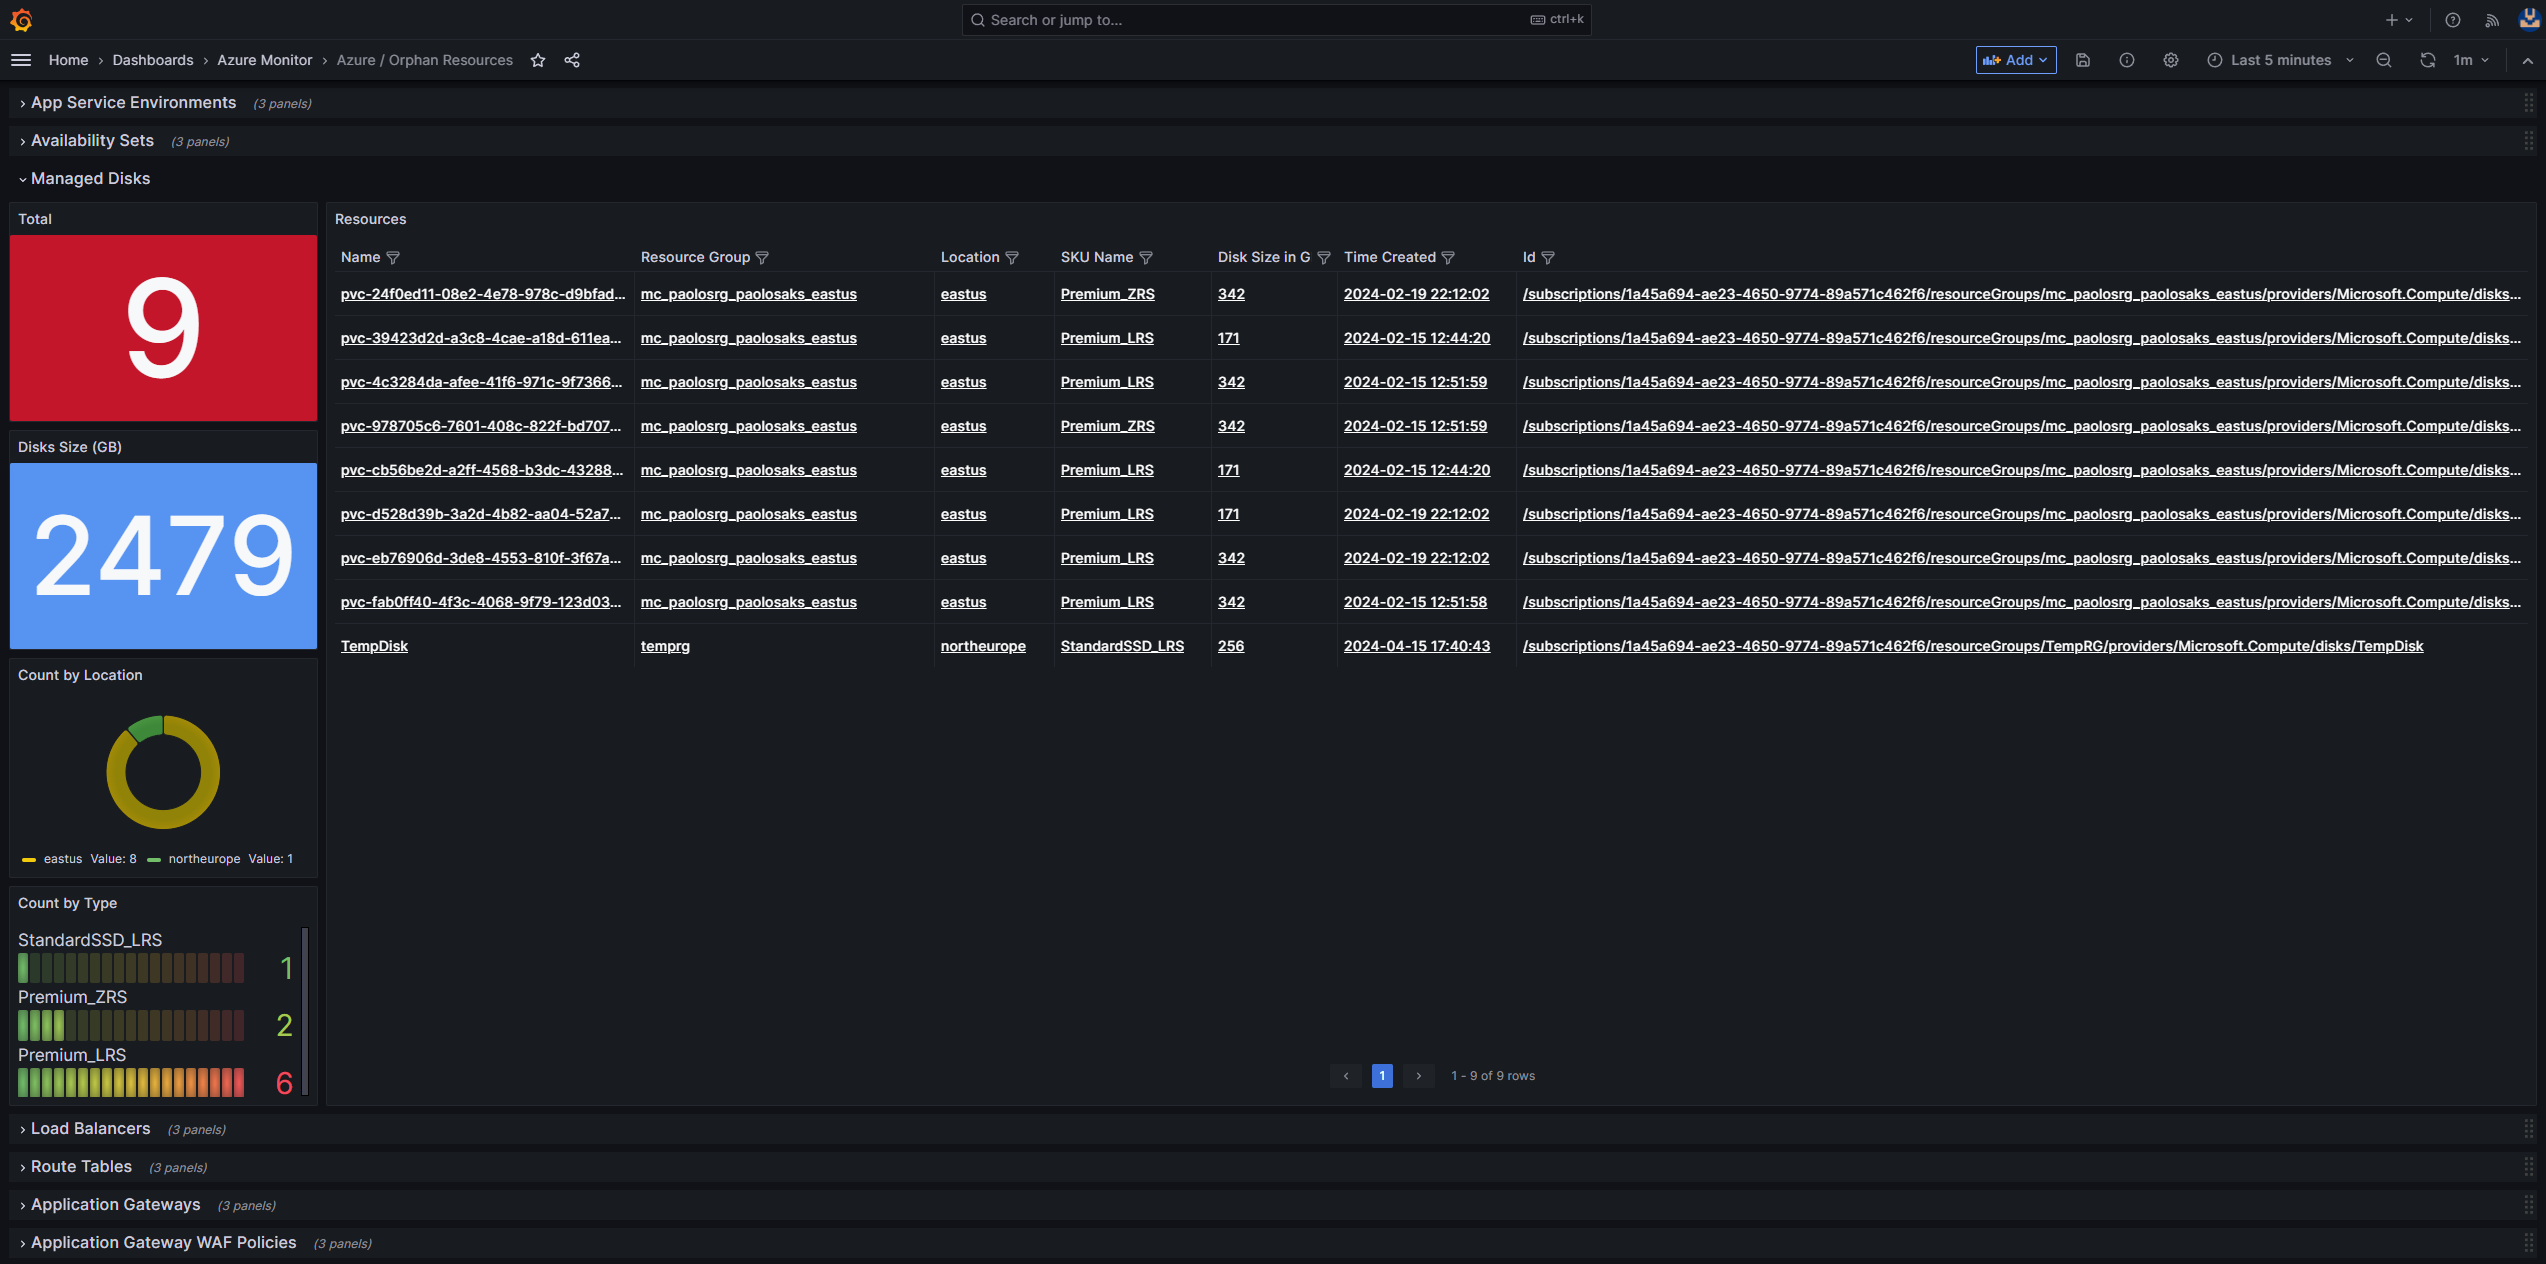 Search or jump to... ctrl+k
Home › Dashboards › Azure Monitor › Azure / Orphan Resources Add Last 5 minutes 1m
App Service Environments (3 panels)
Availability Sets (3 panels)
Managed Disks
Total
9
Disks Size (GB)
2479
Count by Location
eastus Value: 8 northeurope Value: 1
Count by Type
StandardSSD_LRS
1
Premium_ZRS
2
Premium_LRS
6
Resources
Name Resource Group Location SKU Name Disk Size in G Time Created Id
pvc-24f0ed11-08e2-4e78-978c-d9bfad... mc_paolosrg_paolosaks_eastus eastus Premium_ZRS 342 2024-02-19 22:12:02 /subscriptions/1a45a694-ae23-4650-9774-89a571c462f6/resourceGroups/mc_paolosrg_paolosaks_eastus/providers/Microsoft.Compute/disks...
pvc-39423d2d-a3c8-4cae-a18d-611ea... mc_paolosrg_paolosaks_eastus eastus Premium_LRS 171 2024-02-15 12:44:20 /subscriptions/1a45a694-ae23-4650-9774-89a571c462f6/resourceGroups/mc_paolosrg_paolosaks_eastus/providers/Microsoft.Compute/disks...
pvc-4c3284da-afee-41f6-971c-9f7366... mc_paolosrg_paolosaks_eastus eastus Premium_LRS 342 2024-02-15 12:51:59 /subscriptions/1a45a694-ae23-4650-9774-89a571c462f6/resourceGroups/mc_paolosrg_paolosaks_eastus/providers/Microsoft.Compute/disks...
pvc-978705c6-7601-408c-822f-bd707... mc_paolosrg_paolosaks_eastus eastus Premium_ZRS 342 2024-02-15 12:51:59 /subscriptions/1a45a694-ae23-4650-9774-89a571c462f6/resourceGroups/mc_paolosrg_paolosaks_eastus/providers/Microsoft.Compute/disks...
pvc-cb56be2d-a2ff-4568-b3dc-43288... mc_paolosrg_paolosaks_eastus eastus Premium_LRS 171 2024-02-15 12:44:20 /subscriptions/1a45a694-ae23-4650-9774-89a571c462f6/resourceGroups/mc_paolosrg_paolosaks_eastus/providers/Microsoft.Compute/disks...
pvc-d528d39b-3a2d-4b82-aa04-52a7... mc_paolosrg_paolosaks_eastus eastus Premium_LRS 171 2024-02-19 22:12:02 /subscriptions/1a45a694-ae23-4650-9774-89a571c462f6/resourceGroups/mc_paolosrg_paolosaks_eastus/providers/Microsoft.Compute/disks...
pvc-eb76906d-3de8-4553-810f-3f67a... mc_paolosrg_paolosaks_eastus eastus Premium_LRS 342 2024-02-19 22:12:02 /subscriptions/1a45a694-ae23-4650-9774-89a571c462f6/resourceGroups/mc_paolosrg_paolosaks_eastus/providers/Microsoft.Compute/disks...
pvc-fab0ff40-4f3c-4068-9f79-123d03... mc_paolosrg_paolosaks_eastus eastus Premium_LRS 342 2024-02-15 12:51:58 /subscriptions/1a45a694-ae23-4650-9774-89a571c462f6/resourceGroups/mc_paolosrg_paolosaks_eastus/providers/Microsoft.Compute/disks...
TempDisk temprg northeurope StandardSSD_LRS 256 2024-04-15 17:40:43 /subscriptions/1a45a694-ae23-4650-9774-89a571c462f6/resourceGroups/TempRG/providers/Microsoft.Compute/disks/TempDisk
1 1 - 9 of 9 rows
Load Balancers (3 panels)
Route Tables (3 panels)
Application Gateways (3 panels)
Application Gateway WAF Policies (3 panels)